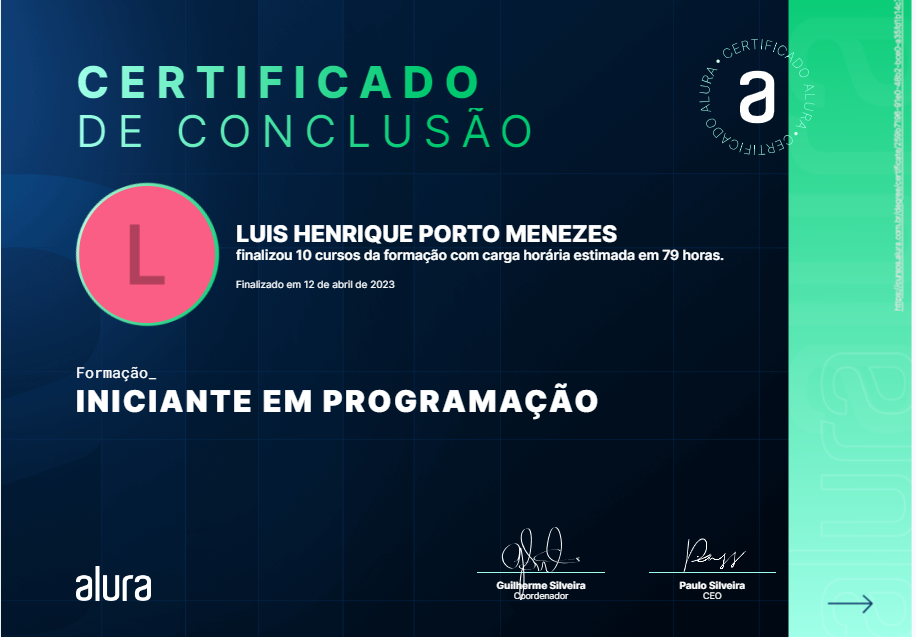 CERTIFICADO
DE CONCLUSÃO
CERTIFICADO ALURA • CERTIFICADO ALURA •
a
L
LUIS HENRIQUE PORTO MENEZES
finalizou 10 cursos da formação com carga horária estimada em 79 horas.
Finalizado em 12 de abril de 2023
Formação_
INICIANTE EM PROGRAMAÇÃO
alura
Guilherme Silveira
Coordenador
Paulo Silveira
CEO
alura